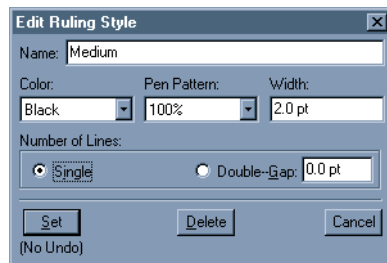 Edit Ruling Style
Name: Medium
Color: Pen Pattern: Width:
Black 100% 2.0 pt
Number of Lines:
Single Double--Gap: 0.0 pt
Set Delete Cancel
(No Undo)